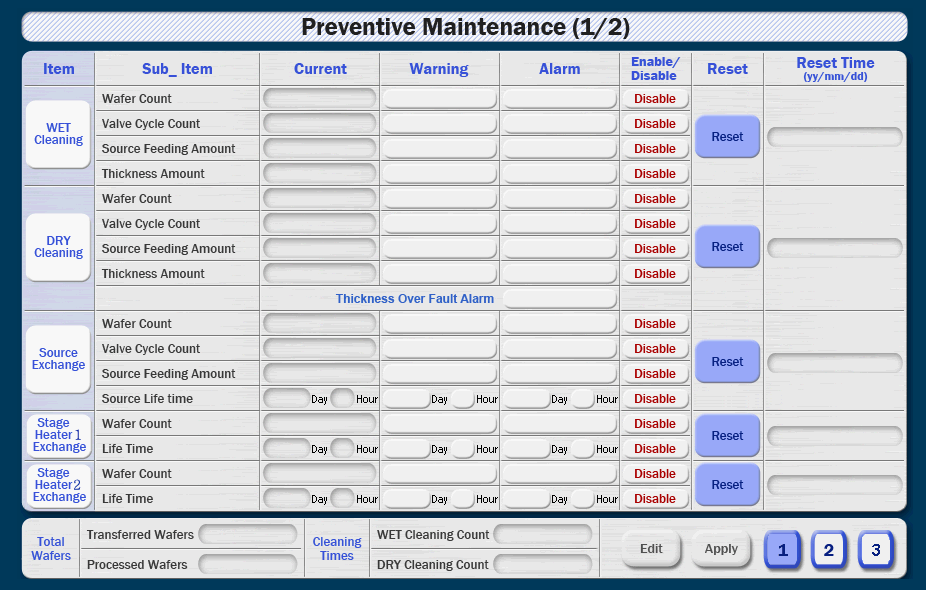 Preventive Maintenance (1/2)
Item Sub_ Item Current Warning Alarm Enable/ Disable Reset Reset Time (yy/mm/dd)
WET Cleaning
Wafer Count Disable
Valve Cycle Count Disable
Source Feeding Amount Disable
Thickness Amount Disable
Reset
DRY Cleaning
Wafer Count Disable
Valve Cycle Count Disable
Source Feeding Amount Disable
Thickness Amount Disable
Reset
Thickness Over Fault Alarm
Source Exchange
Wafer Count Disable
Valve Cycle Count Disable
Source Feeding Amount Disable
Source Life time Day Hour Day Hour Day Hour Disable
Reset
Stage Heater 1 Exchange
Wafer Count Disable
Life Time Day Hour Day Hour Day Hour Disable
Reset
Stage Heater2 Exchange
Wafer Count Disable
Life Time Day Hour Day Hour Day Hour Disable
Reset
Total Wafers
Transferred Wafers
Processed Wafers
Cleaning Times
WET Cleaning Count
DRY Cleaning Count
Edit Apply 1 2 3